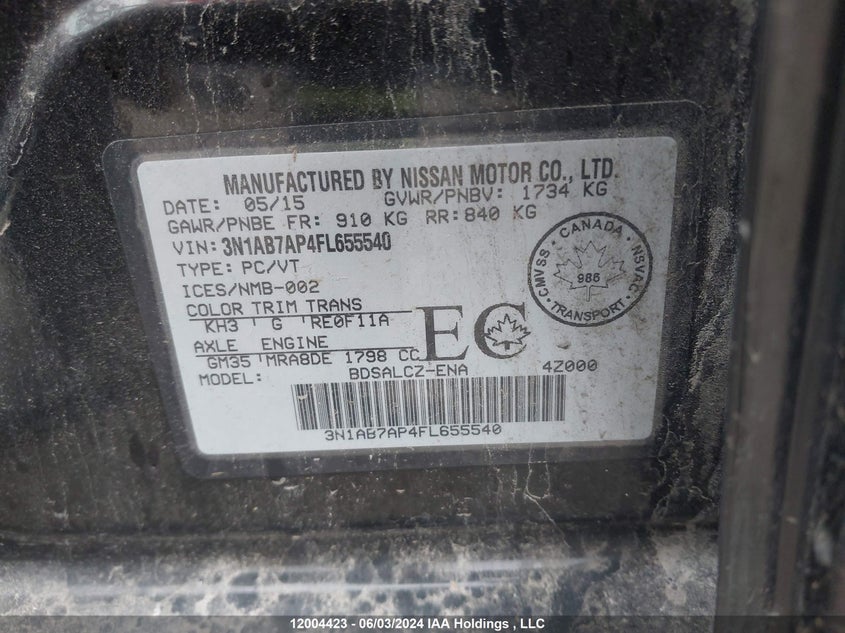 MANUFACTURED BY NISSAN MOTOR CO., LTD.
DATE: 05/15 GVWR/PNBV: 1734 KG
GAWR/PNBE FR: 910 KG RR:840 KG
VIN: 3N1AB7AP4FL655540
TYPE: PC/VT
ICES/NMB-002
COLOR TRIM TRANS
KH3 G RE0F11A
AXLE ENGINE
GM35 MRA8DE 1798 CC
EC
MODEL: BDSALCZ-ENA 4Z000
3N1AB7AP4FL655540
CMVSS - CANADA - NSVAC
986
TRANSPORT
12004423 - 06/03/2024 IAA Holdings , LLC